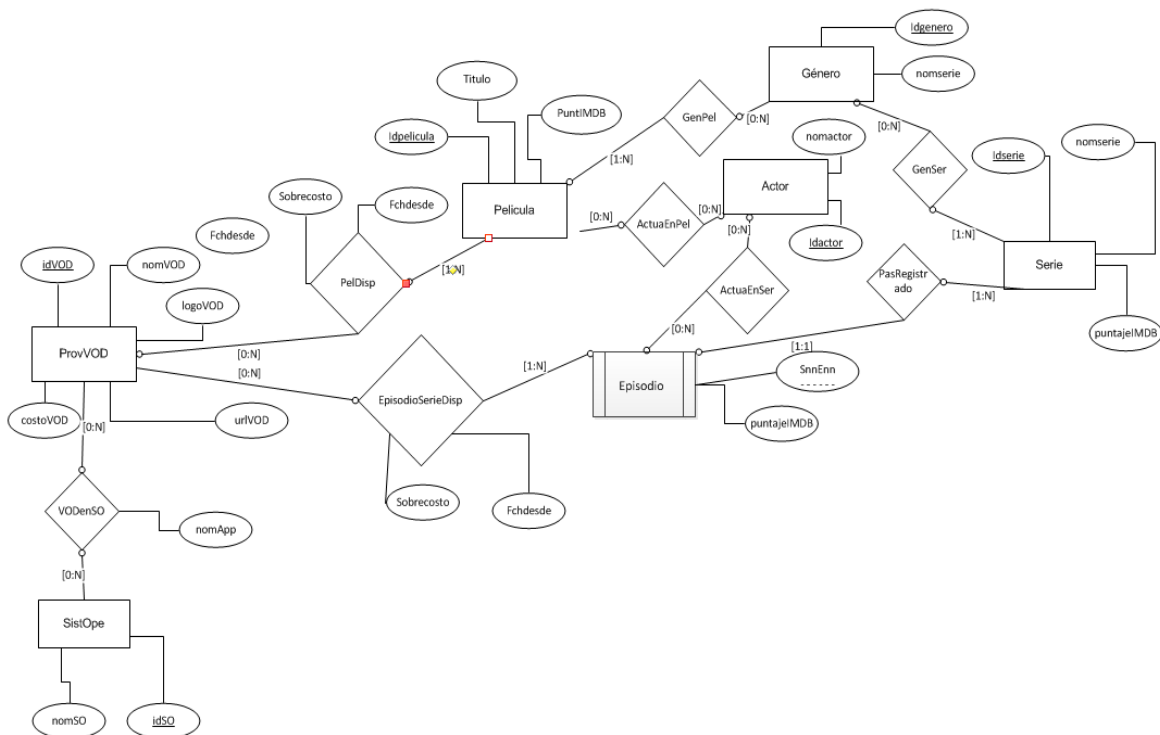 Idgenero
Género
nomserie
Titulo
PuntIMDB
GenPel
[0:N]
[0:N]
Idpelicula
nomactor
nomserie
Idserie
[1:N]
GenSer
Sobrecosto
Fchdesde
Pelicula
Actor
[0:N]
ActuaEnPel
[0:N]
[0:N]
Fchdesde
[1:N]
Idactor
Serie
idVOD
nomVOD
[1:N]
PelDisp
ActuaEnSer
PasRegistr
ado
[1:N]
logoVOD
[0:N]
puntajeIMDB
ProvVOD
[0:N]
[1:1]
[0:N]
[1:N]
SnnEnn
Episodio
EpisodioSerieDisp
costoVOD
[0:N]
urlVOD
puntajeIMDB
Sobrecosto
Fchdesde
VODenSO
nomApp
[0:N]
SistOpe
nomSO
idSO